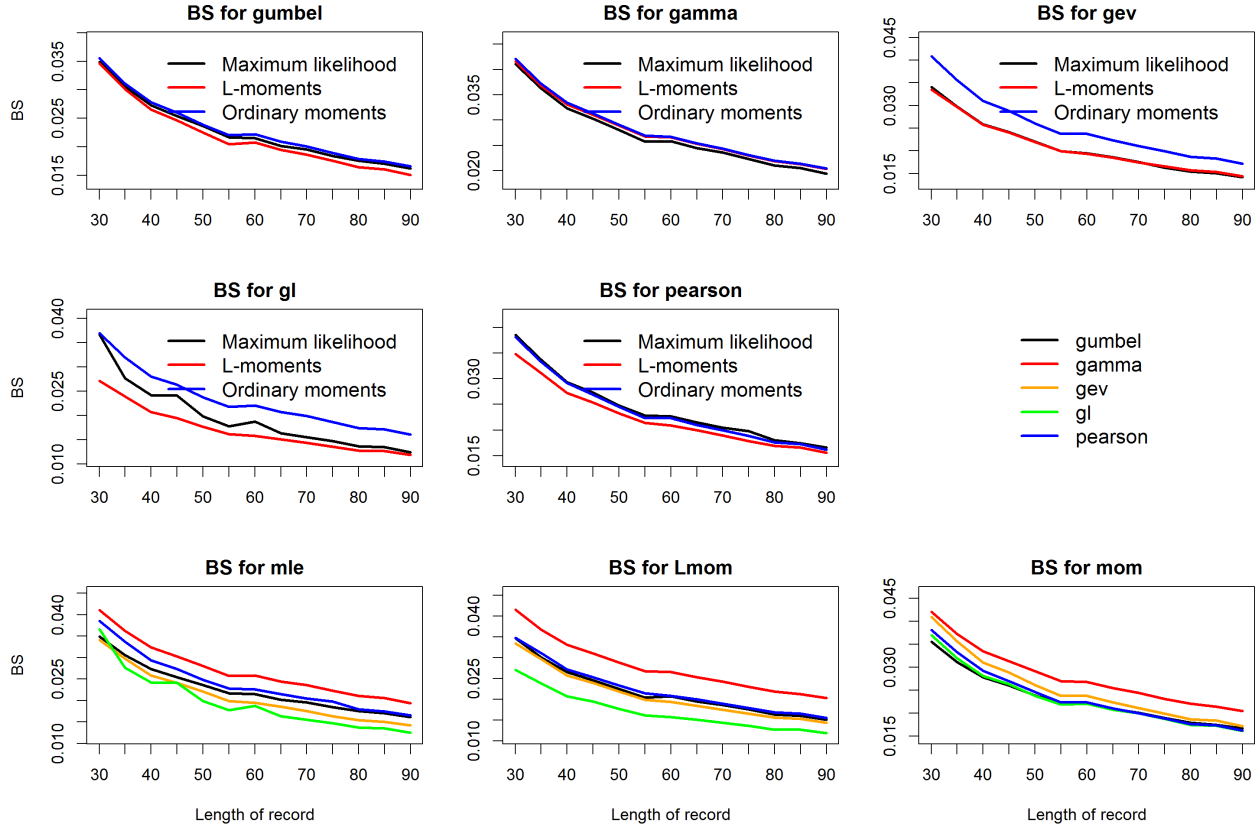 BS for gumbel
BS
0.015 0.025 0.035
Maximum likelihood
L-moments
Ordinary moments
30 40 50 60 70 80 90
BS for gamma
0.020 0.035
Maximum likelihood
L-moments
Ordinary moments
30 40 50 60 70 80 90
BS for gev
0.015 0.030 0.045
Maximum likelihood
L-moments
Ordinary moments
30 40 50 60 70 80 90
BS for gl
BS
0.010 0.025 0.040
Maximum likelihood
L-moments
Ordinary moments
30 40 50 60 70 80 90
BS for pearson
0.015 0.030
Maximum likelihood
L-moments
Ordinary moments
30 40 50 60 70 80 90
gumbel
gamma
gev
gl
pearson
BS for mle
BS
0.010 0.025 0.040
30 40 50 60 70 80 90
Length of record
BS for Lmom
0.010 0.025 0.040
30 40 50 60 70 80 90
Length of record
BS for mom
0.015 0.030 0.045
30 40 50 60 70 80 90
Length of record